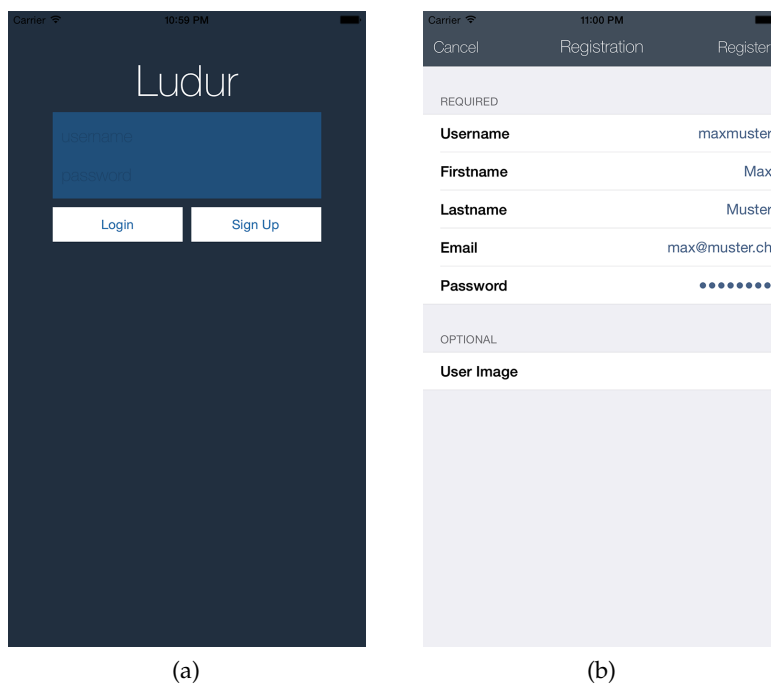 Carrier 10:59 PM
Ludur
username
password
Login Sign Up
(a)
Carrier 11:00 PM
Cancel Registration Register
REQUIRED
Username maxmuster
Firstname Max
Lastname Muster
Email max@muster.ch
Password ••••••••
OPTIONAL
User Image
(b)